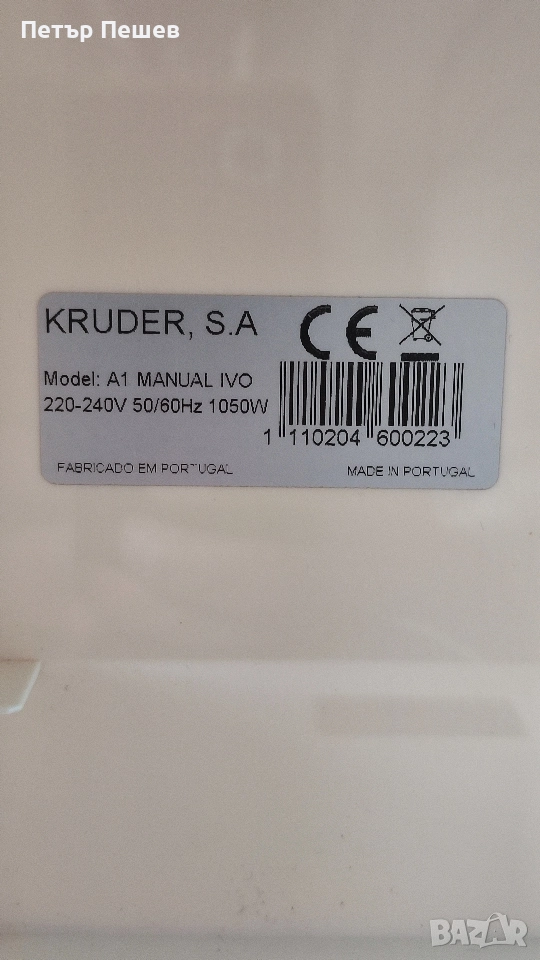 Петър Пешев
KRUDER, S.A
CE
Model: A1 MANUAL IVO
220-240V 50/60Hz 1050W
1 110204 600223
FABRICADO EM PORTUGAL
MADE IN PORTUGAL
BAZAR